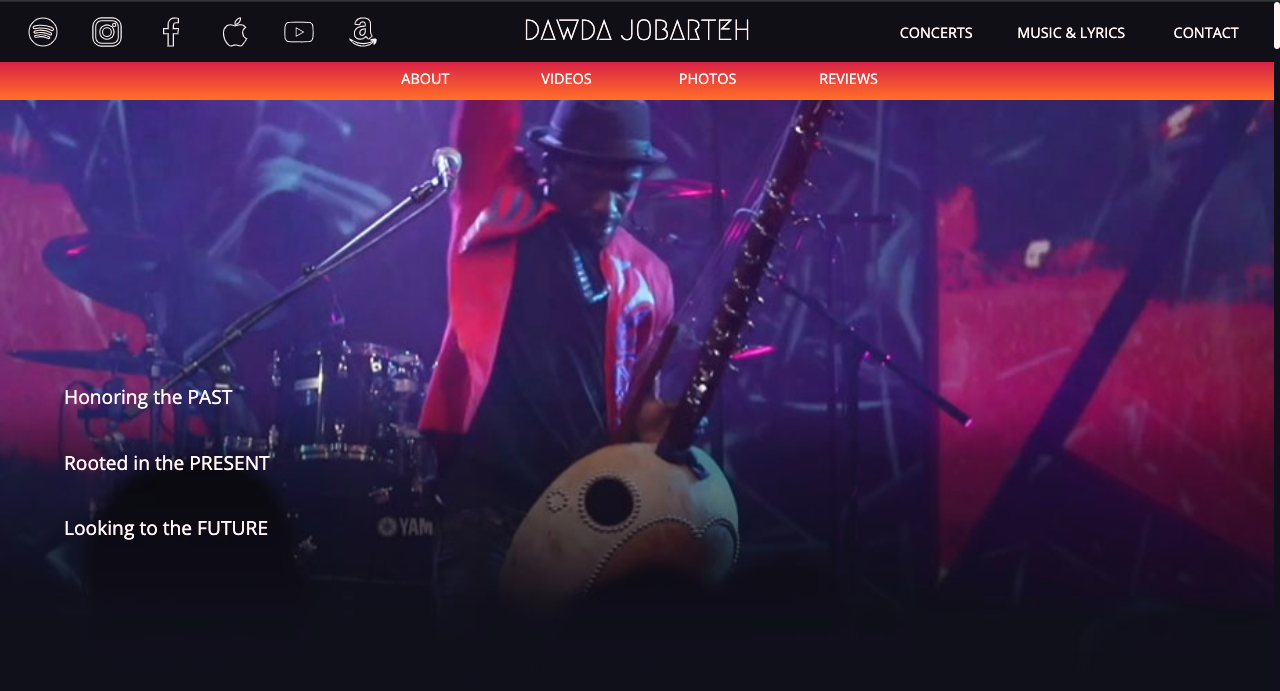 DAWDA JOBARTEH
CONCERTS
MUSIC & LYRICS
CONTACT
ABOUT
VIDEOS
PHOTOS
REVIEWS
Honoring the PAST
Rooted in the PRESENT
Looking to the FUTURE
YAM